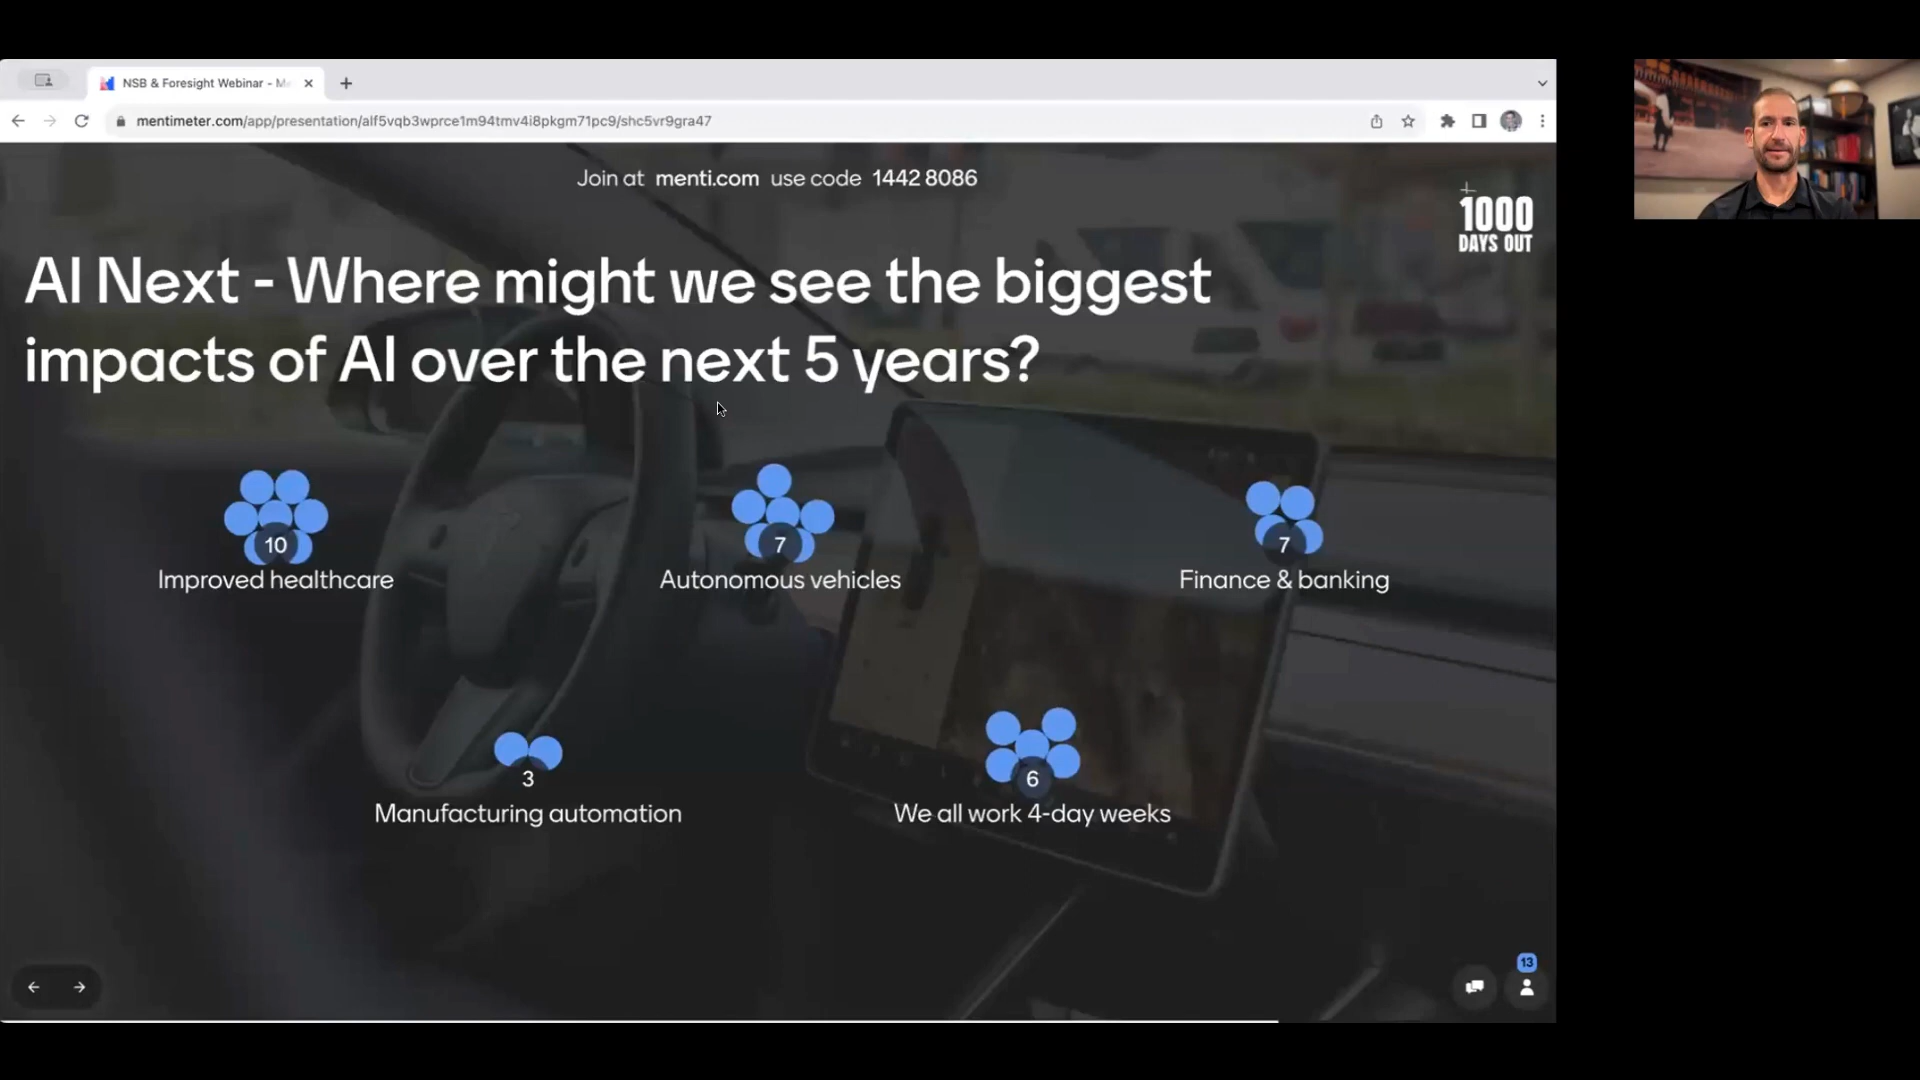 NSB & Foresight Webinar - M
mentimeter.com/app/presentation/alf5vqb3wprce1m94tmv4i8pkgm71pc9/shc5vr9gra47
Join at menti.com use code 1442 8086
1000
DAYS OUT
AI Next - Where might we see the biggest
impacts of AI over the next 5 years?
10
Improved healthcare
7
Autonomous vehicles
7
Finance & banking
3
Manufacturing automation
6
We all work 4-day weeks
13